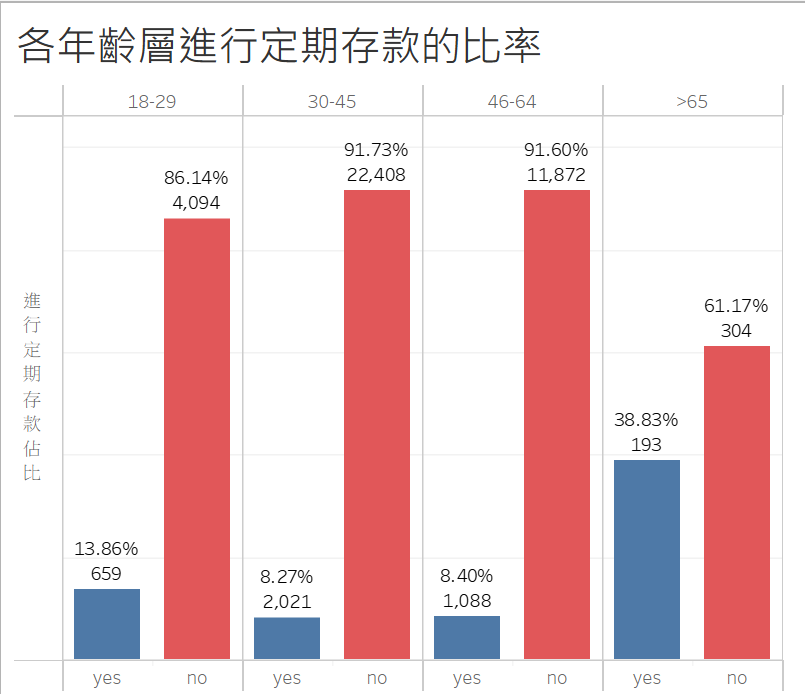 各年齡層進行定期存款的比率
18-29
30-45
46-64
>65
進行定期存款佔比
86.14%
4,094
91.73%
22,408
91.60%
11,872
61.17%
304
38.83%
193
13.86%
659
8.27%
2,021
8.40%
1,088
yes
no
yes
no
yes
no
yes
no